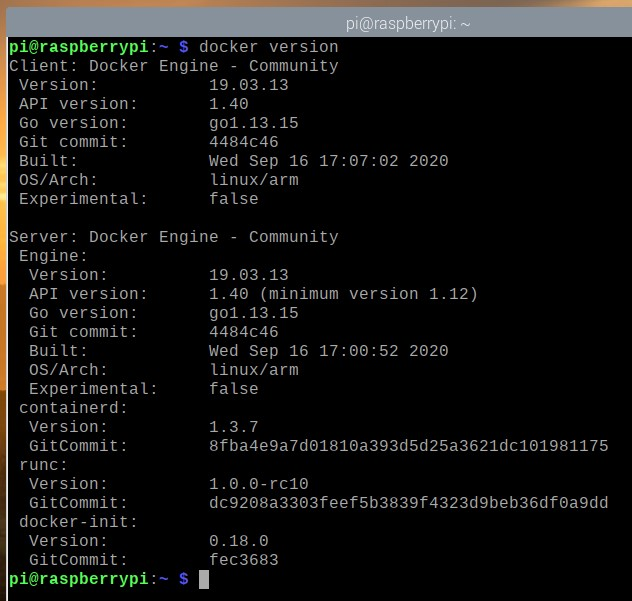 pi@raspberrypi: ~
pi@raspberrypi:~ $ docker version
Client: Docker Engine - Community
 Version:           19.03.13
 API version:       1.40
 Go version:        go1.13.15
 Git commit:        4484c46
 Built:             Wed Sep 16 17:07:02 2020
 OS/Arch:           linux/arm
 Experimental:      false

Server: Docker Engine - Community
 Engine:
  Version:          19.03.13
  API version:      1.40 (minimum version 1.12)
  Go version:       go1.13.15
  Git commit:       4484c46
  Built:            Wed Sep 16 17:00:52 2020
  OS/Arch:          linux/arm
  Experimental:     false
 containerd:
  Version:          1.3.7
  GitCommit:        8fba4e9a7d01810a393d5d25a3621dc101981175
 runc:
  Version:          1.0.0-rc10
  GitCommit:        dc9208a3303feef5b3839f4323d9beb36df0a9dd
 docker-init:
  Version:          0.18.0
  GitCommit:        fec3683
pi@raspberrypi:~ $